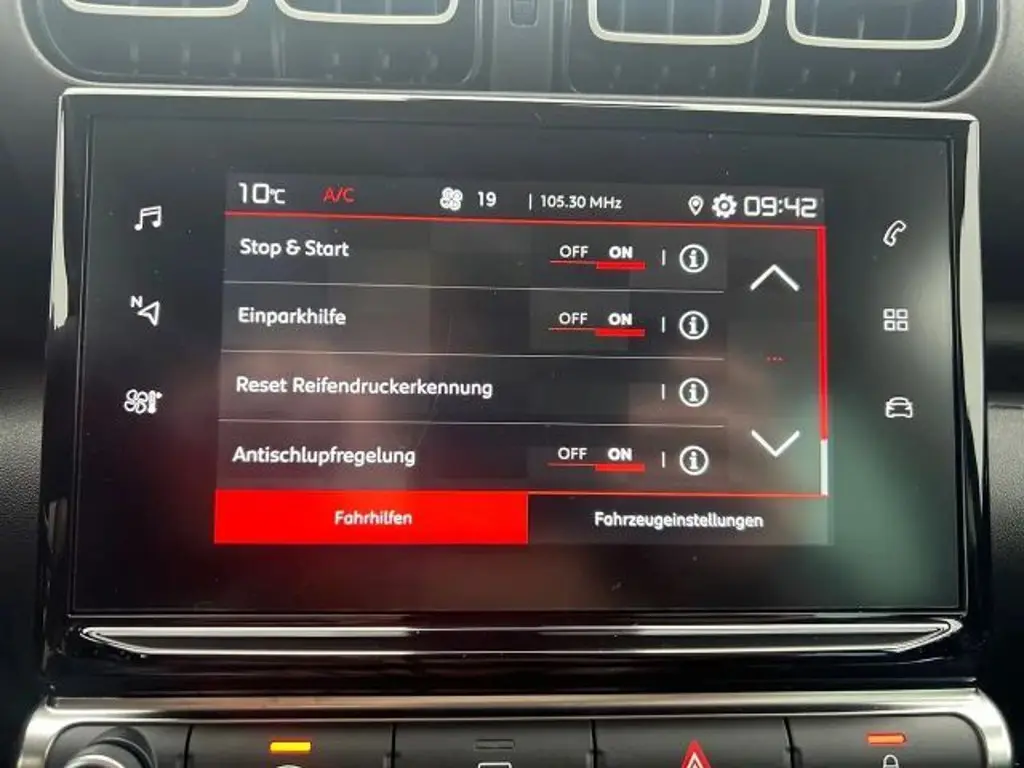 10°C A/C 19 | 105.30 MHz 09:42
Stop & Start OFF ON
Einparkhilfe OFF ON
Reset Reifendruckerkennung
Antischlupfregelung OFF ON
Fahrhilfen Fahrzeugeinstellungen
N